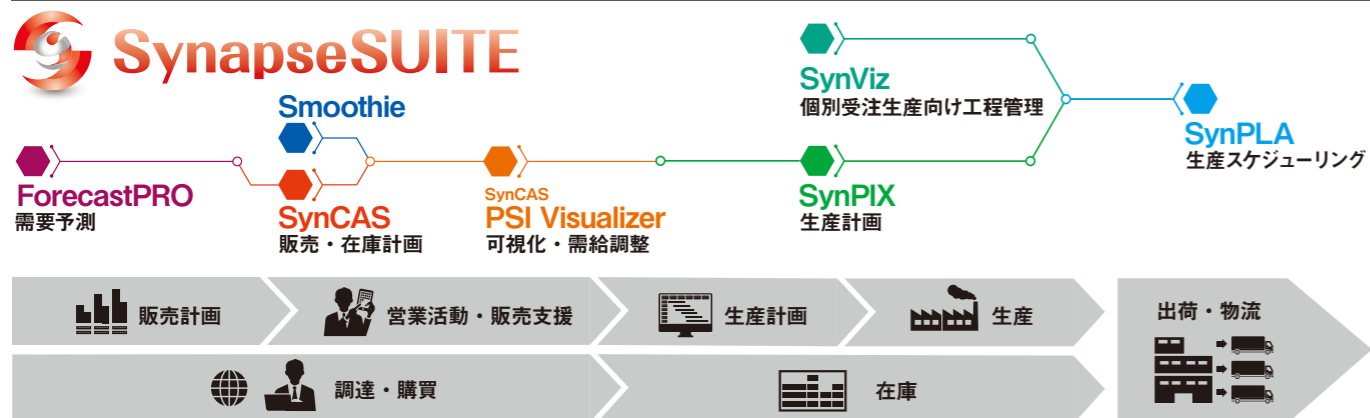 SynapseSUITE
Smoothie
ForecastPRO
需要予測
SynCAS
販売・在庫計画
SynCAS
PSI Visualizer
可視化・需給調整
SynViz
個別受注生産向け工程管理
SynPIX
生産計画
SynPLA
生産スケジューリング
販売計画
営業活動・販売支援
生産計画
生産
出荷・物流
調達・購買
在庫